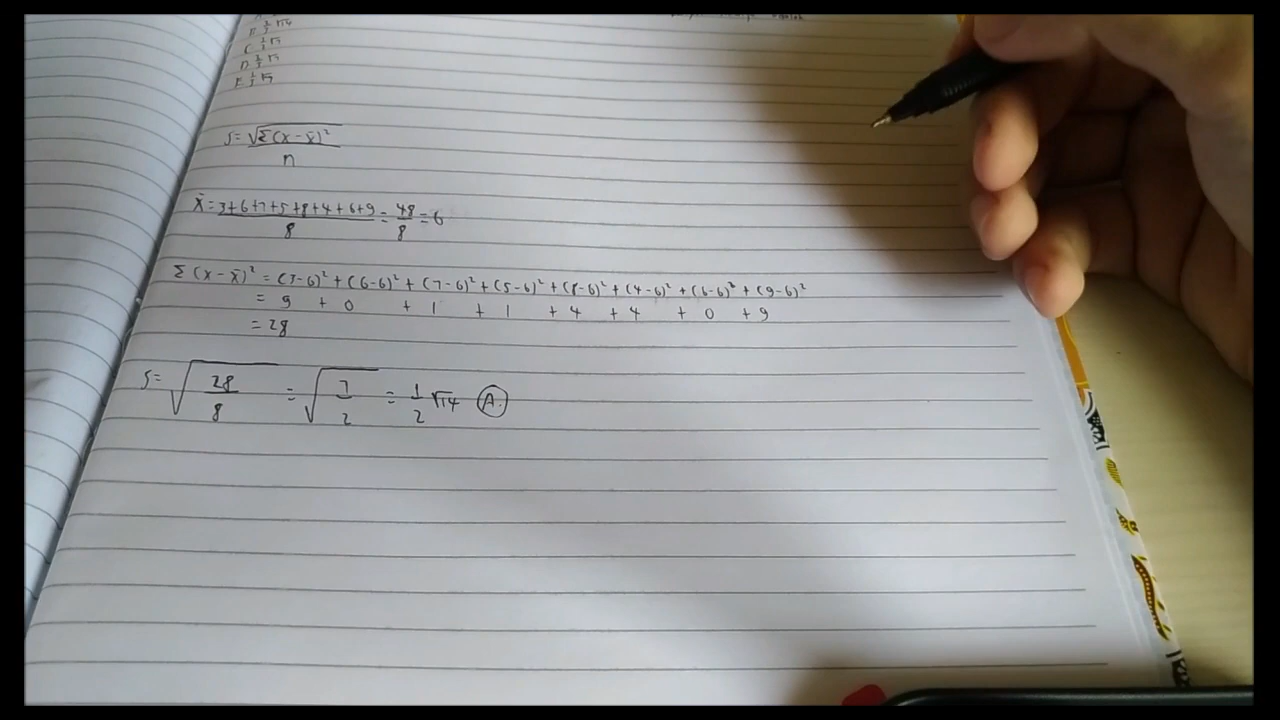 √14
C
D
E
S = √Σ(x - x̄)²
n
x̄ = 3+6+7+5+8+4+6+9 = 48 = 6
8 8
Σ (x - x̄)² = (3-6)² + (6-6)² + (7-6)² + (5-6)² + (8-6)² + (4-6)² + (6-6)² + (9-6)²
= 9 + 0 + 1 + 1 + 4 + 4 + 0 + 9
= 28
S = √28/8 = √7/2 = 1/2 √14 A.